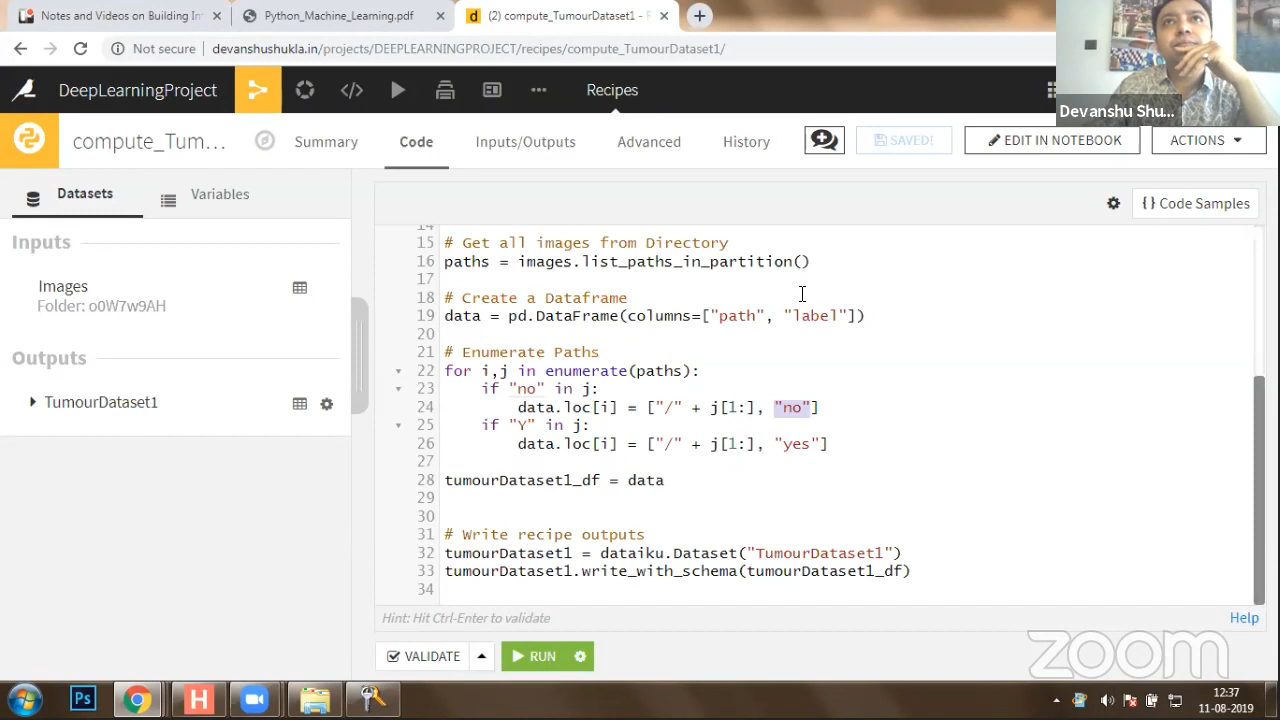 Notes and Videos on Building In
Python_Machine_Learning.pdf
(2) compute_TumourDataset1 - R
Not secure
devanshushukla.in/projects/DEEPLEARNINGPROJECT/recipes/compute_TumourDataset1/
Devanshu Shu...
DeepLearningProject
Recipes
compute_Tum...
Summary
Code
Inputs/Outputs
Advanced
History
SAVED!
EDIT IN NOTEBOOK
ACTIONS
Datasets
Variables
{} Code Samples
Inputs
Images
Folder: o0W7w9AH
Outputs
TumourDataset1
14
15 # Get all images from Directory
16 paths = images.list_paths_in_partition()
17
18 # Create a Dataframe
19 data = pd.DataFrame(columns=["path", "label"])
20
21 # Enumerate Paths
22 for i,j in enumerate(paths):
23 if "no" in j:
24 data.loc[i] = ["/" + j[1:], "no"]
25 if "Y" in j:
26 data.loc[i] = ["/" + j[1:], "yes"]
27
28 tumourDataset1_df = data
29
30
31 # Write recipe outputs
32 tumourDataset1 = dataiku.Dataset("TumourDataset1")
33 tumourDataset1.write_with_schema(tumourDataset1_df)
34
Hint: Hit Ctrl-Enter to validate
Help
VALIDATE
RUN
zoom
Ps
H
12:37
11-08-2019